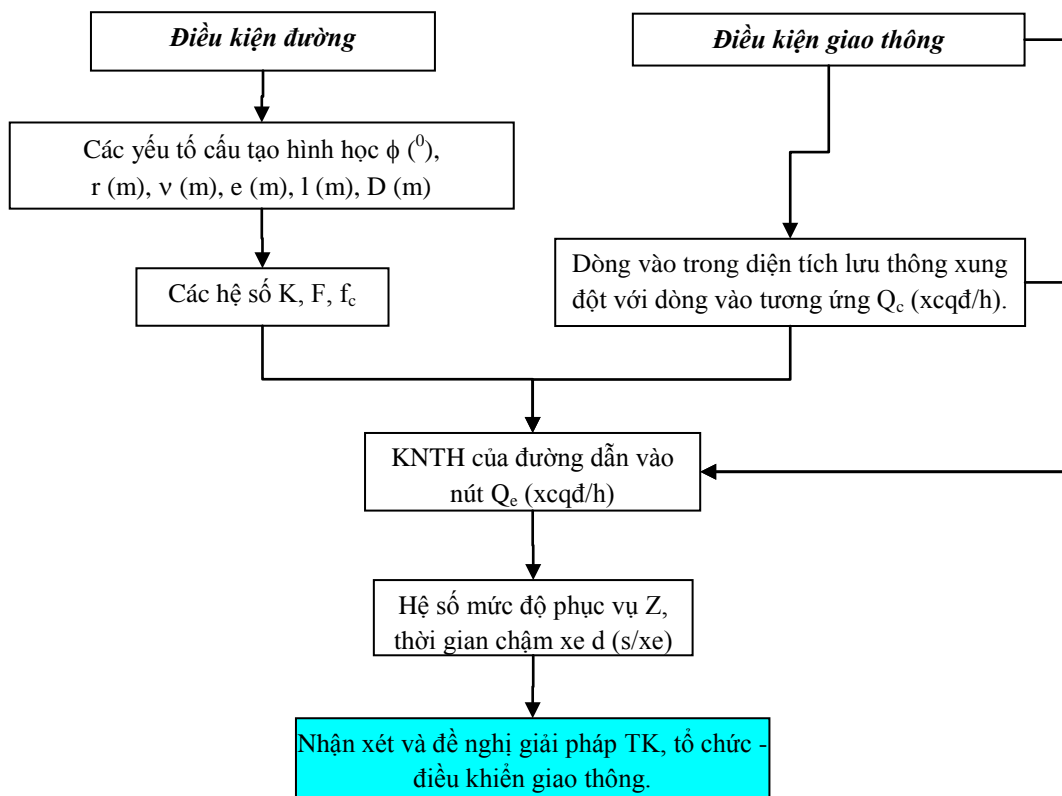 Điều kiện đường
Điều kiện giao thông
Các yếu tố cấu tạo hình học ϕ (⁰),
r (m), ν (m), e (m), l (m), D (m)
Các hệ số K, F, f꜀
Dòng vào trong diện tích lưu thông xung
đột với dòng vào tương ứng Q꜀ (xcqđ/h).
KNTH của đường dẫn vào
nút Qₑ (xcqđ/h)
Hệ số mức độ phục vụ Z,
thời gian chậm xe d (s/xe)
Nhận xét và đề nghị giải pháp TK, tổ chức -
điều khiển giao thông.